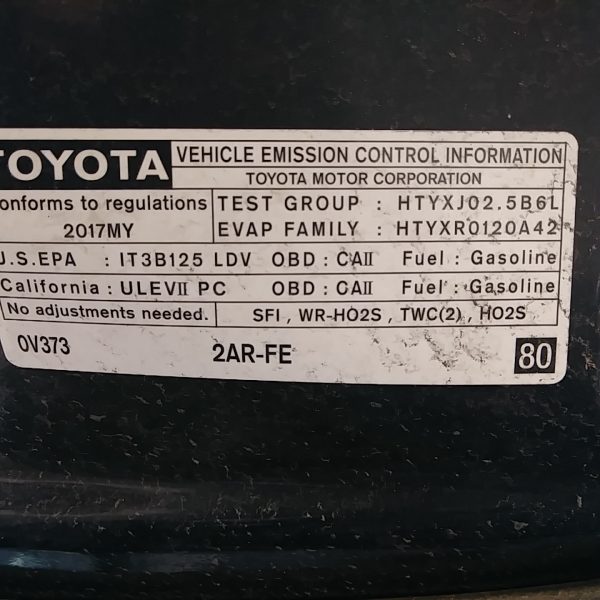 TOYOTA VEHICLE EMISSION CONTROL INFORMATION
TOYOTA MOTOR CORPORATION
onforms to regulations TEST GROUP : HTYXJ02.5B6L
2017MY EVAP FAMILY : HTYXR0120A42
J.S.EPA : IT3B125 LDV OBD : CAII Fuel : Gasoline
California : ULEVII PC OBD : CAII Fuel : Gasoline
No adjustments needed. SFI , WR-HO2S , TWC(2) , HO2S
0V373 2AR-FE 80